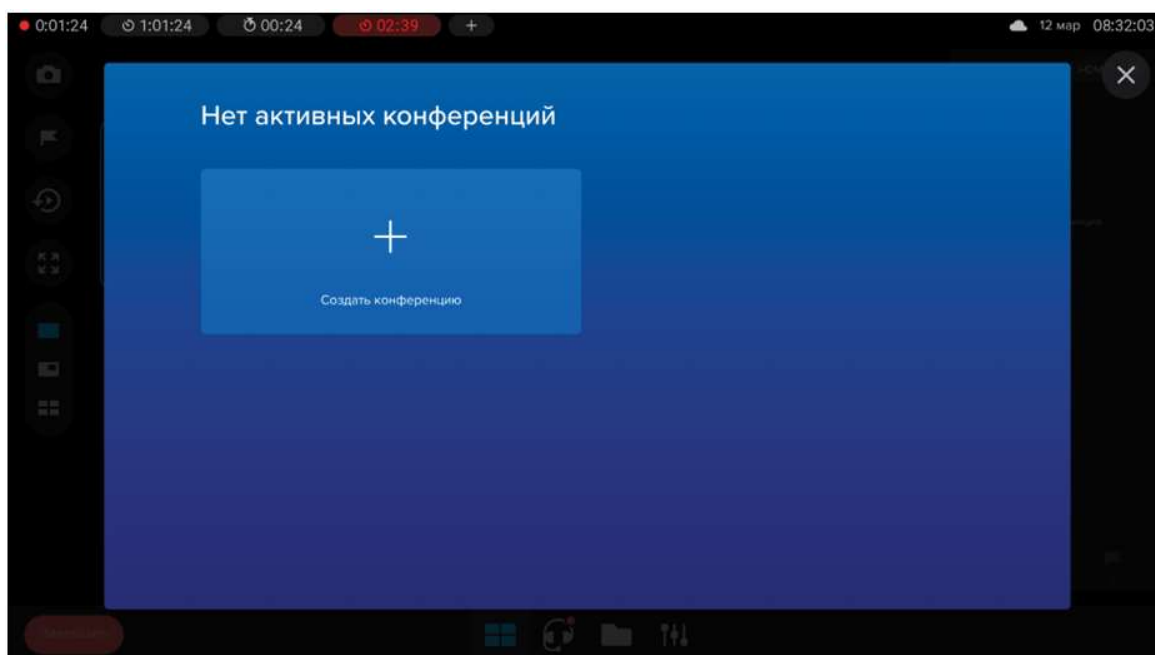 0:01:24 1:01:24 00:24 02:39 + 12 мар 08:32:03
Нет активных конференций
Создать конференцию